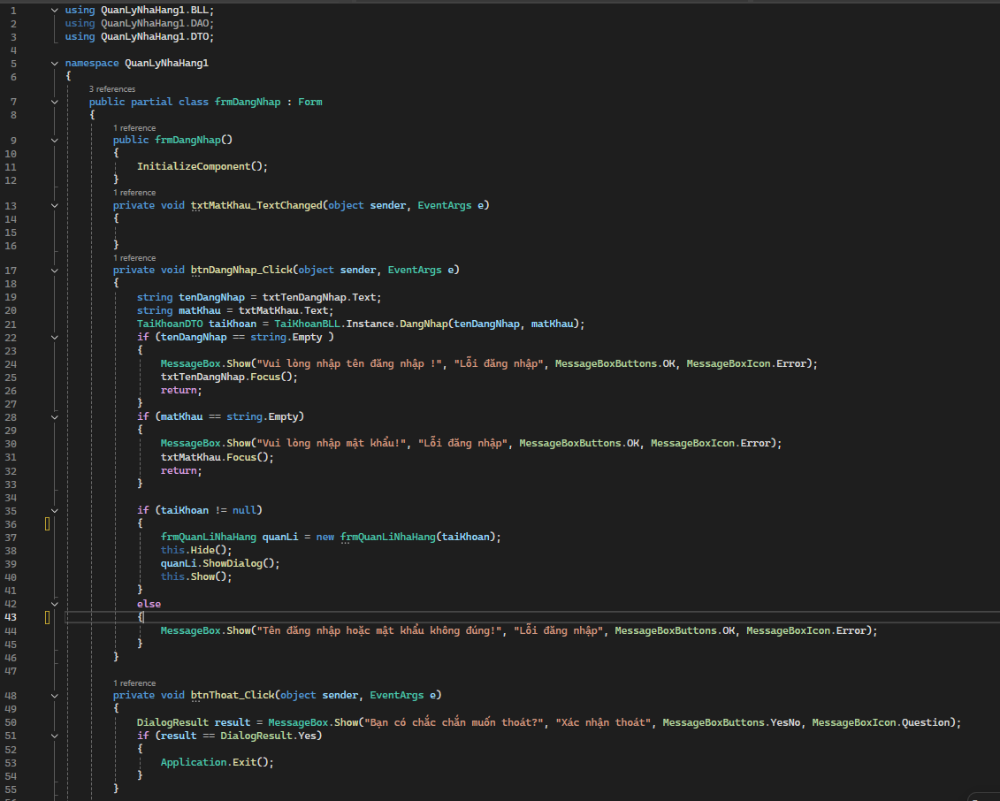 1 using QuanLyNhaHang1.BLL;
2 using QuanLyNhaHang1.DAO;
3 using QuanLyNhaHang1.DTO;
4
5 namespace QuanLyNhaHang1
6 {
3 references
7 public partial class frmDangNhap : Form
8 {
1 reference
9 public frmDangNhap()
10 {
11 InitializeComponent();
12 }
1 reference
13 private void txtMatKhau_TextChanged(object sender, EventArgs e)
14 {
15
16 }
1 reference
17 private void btnDangNhap_Click(object sender, EventArgs e)
18 {
19 string tenDangNhap = txtTenDangNhap.Text;
20 string matKhau = txtMatKhau.Text;
21 TaiKhoanDTO taiKhoan = TaiKhoanBLL.Instance.DangNhap(tenDangNhap, matKhau);
22 if (tenDangNhap == string.Empty )
23 {
24 MessageBox.Show("Vui lòng nhập tên đăng nhập !", "Lỗi đăng nhập", MessageBoxButtons.OK, MessageBoxIcon.Error);
25 txtTenDangNhap.Focus();
26 return;
27 }
28 if (matKhau == string.Empty)
29 {
30 MessageBox.Show("Vui lòng nhập mật khẩu!", "Lỗi đăng nhập", MessageBoxButtons.OK, MessageBoxIcon.Error);
31 txtMatKhau.Focus();
32 return;
33 }
34
35 if (taiKhoan != null)
36 {
37 frmQuanLiNhaHang quanLi = new frmQuanLiNhaHang(taiKhoan);
38 this.Hide();
39 quanLi.ShowDialog();
40 this.Show();
41 }
42 else
43 {
44 MessageBox.Show("Tên đăng nhập hoặc mật khẩu không đúng!", "Lỗi đăng nhập", MessageBoxButtons.OK, MessageBoxIcon.Error);
45 }
46 }
47
1 reference
48 private void btnThoat_Click(object sender, EventArgs e)
49 {
50 DialogResult result = MessageBox.Show("Bạn có chắc chắn muốn thoát?", "Xác nhận thoát", MessageBoxButtons.YesNo, MessageBoxIcon.Question);
51 if (result == DialogResult.Yes)
52 {
53 Application.Exit();
54 }
55 }